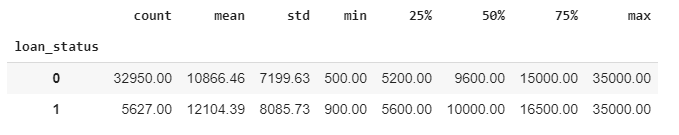 count mean std min 25% 50% 75% max
loan_status
0 32950.00 10866.46 7199.63 500.00 5200.00 9600.00 15000.00 35000.00
1 5627.00 12104.39 8085.73 900.00 5600.00 10000.00 16500.00 35000.00